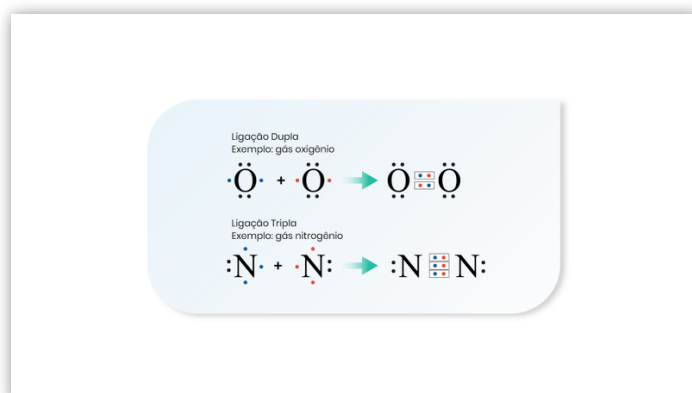 Ligação Dupla
Exemplo: gás oxigênio
O + O O O
Ligação Tripla
Exemplo: gás nitrogênio
:N + N: :N N: